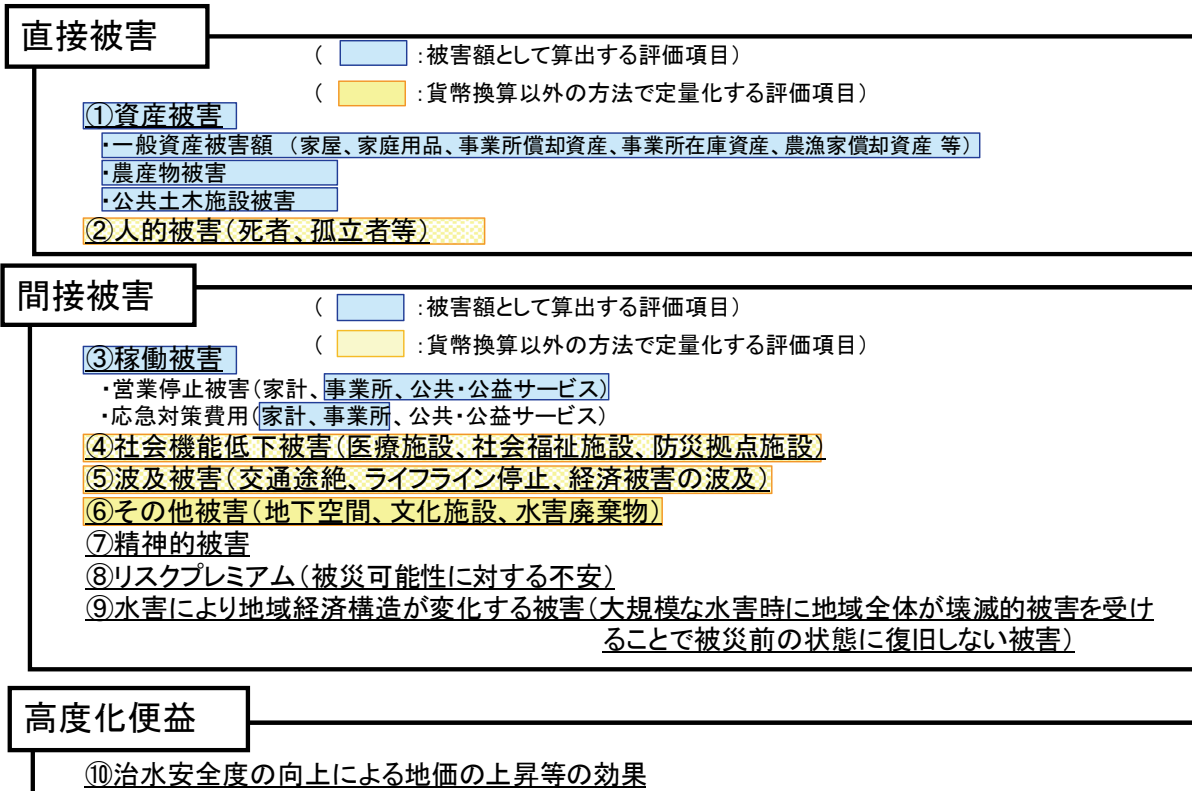 直接被害
( :被害額として算出する評価項目)
( :貨幣換算以外の方法で定量化する評価項目)
①資産被害
・一般資産被害額 (家屋、家庭用品、事業所償却資産、事業所在庫資産、農漁家償却資産 等)
・農産物被害
・公共土木施設被害
②人的被害(死者、孤立者等)
間接被害
( :被害額として算出する評価項目)
( :貨幣換算以外の方法で定量化する評価項目)
③稼働被害
・営業停止被害(家計、事業所、公共・公益サービス)
・応急対策費用(家計、事業所、公共・公益サービス)
④社会機能低下被害(医療施設、社会福祉施設、防災拠点施設)
⑤波及被害(交通途絶、ライフライン停止、経済被害の波及)
⑥その他被害(地下空間、文化施設、水害廃棄物)
⑦精神的被害
⑧リスクプレミアム(被災可能性に対する不安)
⑨水害により地域経済構造が変化する被害(大規模な水害時に地域全体が壊滅的被害を受け
ることで被災前の状態に復旧しない被害)
高度化便益
⑩治水安全度の向上による地価の上昇等の効果